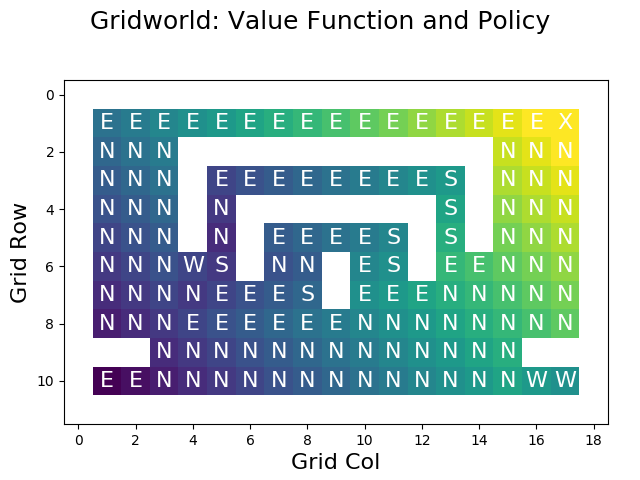 Gridworld: Value Function and Policy
0
E E E E E E E E E E E E E E E E X
2 N N N N N N
N N N E E E E E E E E S N N N
4 N N N N S N N N
N N N N E E E E S S N N N
6 N N N W S N N E S E E N N N
N N N N E E E S E E E N N N N N
8 N N N E E E E E E N N N N N N N N
N N N N N N N N N N N N N
10 E E N N N N N N N N N N N N N W W
0 2 4 6 8 10 12 14 16 18
Grid Col
Grid Row